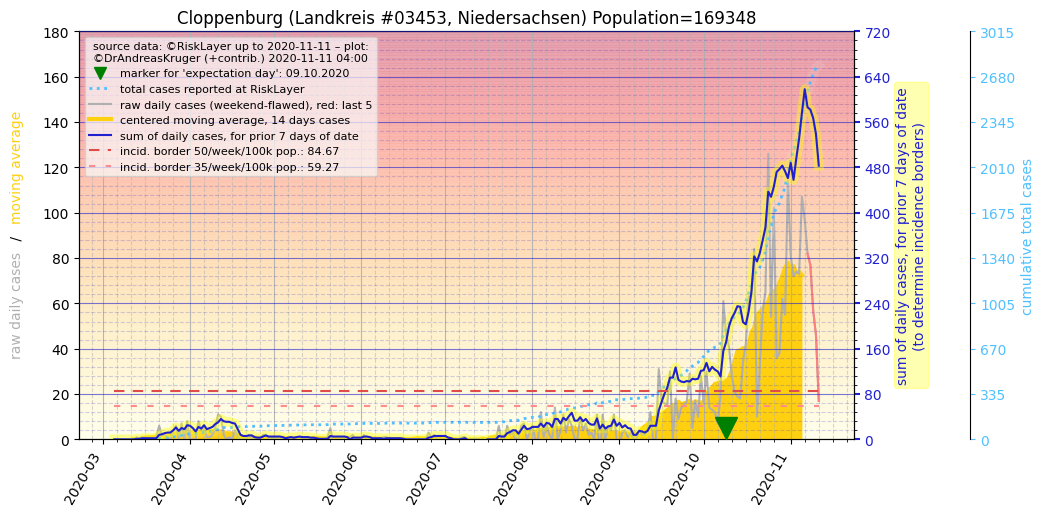 Cloppenburg (Landkreis #03453, Niedersachsen) Population=169348
source data: ©RiskLayer up to 2020-11-11 – plot:
©DrAndreasKruger (+contrib.) 2020-11-11 04:00
marker for 'expectation day': 09.10.2020
total cases reported at RiskLayer
raw daily cases (weekend-flawed), red: last 5
centered moving average, 14 days cases
sum of daily cases, for prior 7 days of date
incid. border 50/week/100k pop.: 84.67
incid. border 35/week/100k pop.: 59.27
raw daily cases / moving average
180
160
140
120
100
80
60
40
20
0
2020-03
2020-04
2020-05
2020-06
2020-07
2020-08
2020-09
2020-10
2020-11
720
640
560
480
400
320
240
160
80
0
sum of daily cases, for prior 7 days of date
(to determine incidence borders)
3015
2680
2345
2010
1675
1340
1005
670
335
0
cumulative total cases